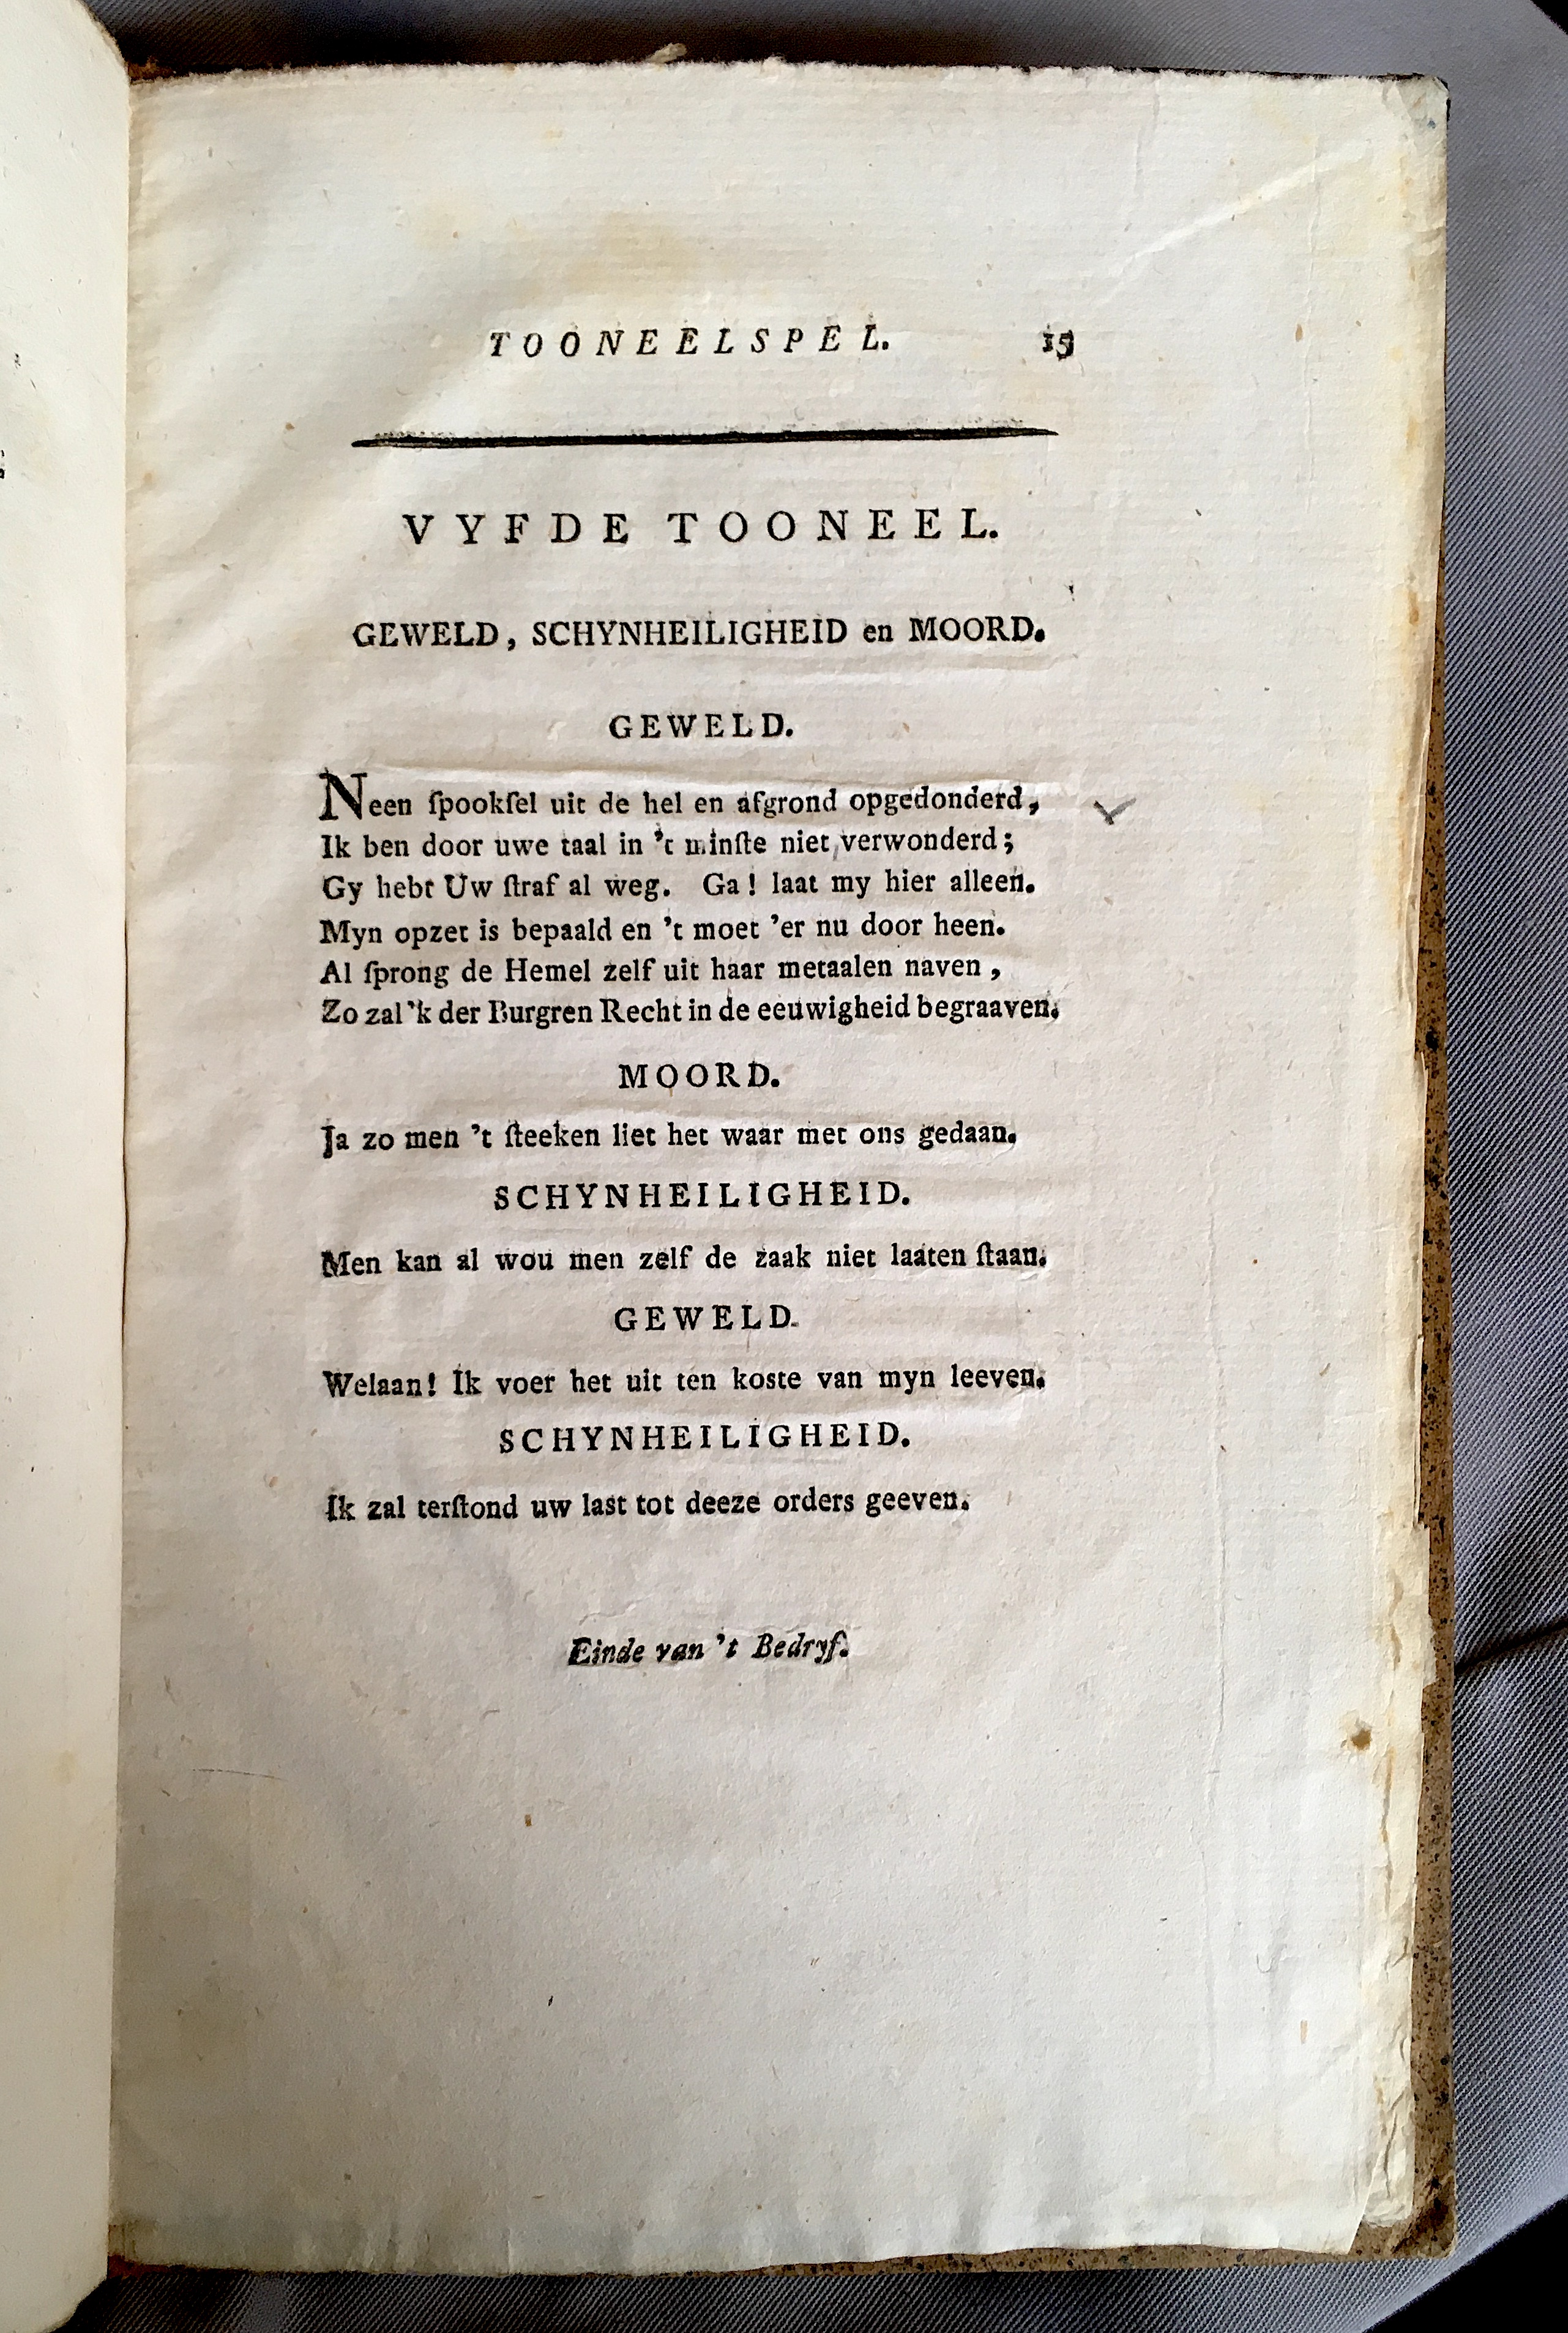 TOONEELSPEL. 15
VYFDE TOONEEL.
GEWELD, SCHYNHEILIGHEID en MOORD.
GEWELD.
Neen ſpookſel uit de hel en afgrond opgedonderd,
Ik ben door uwe taal in 't minſte niet verwonderd;
Gy hebt Uw ſtraf al weg. Ga! laat my hier alleen.
Myn opzet is bepaald en 't moet 'er nu door heen.
Al ſprong de Hemel zelf uit haar metaalen naven,
Zo zal 'k der Burgren Recht in de eeuwigheid begraaven.
MOORD.
Ja zo men 't ſteeken liet het waar met ons gedaan.
SCHYNHEILIGHEID.
Men kan al wou men zelf de zaak niet laaten ſtaan.
GEWELD.
Welaan! Ik voer het uit ten koste van myn leeven.
SCHYNHEILIGHEID.
Ik zal terſtond uw last tot deeze orders geeven.
Einde van 't Bedryf.